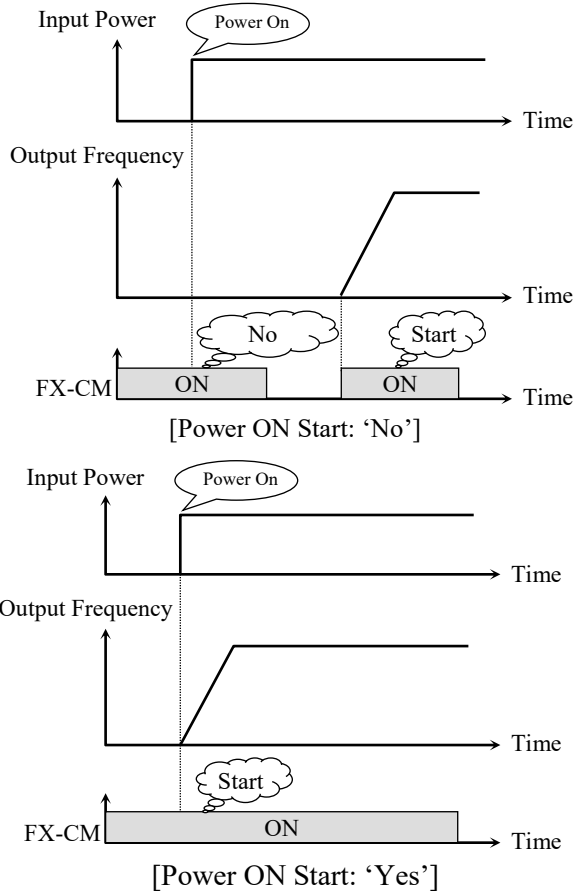 Input Power
Power On
Time
Output Frequency
Time
No
Start
FX-CM
ON
ON
Time
[Power ON Start: ‘No’]
Input Power
Power On
Time
Output Frequency
Time
Start
FX-CM
ON
Time
[Power ON Start: ‘Yes’]